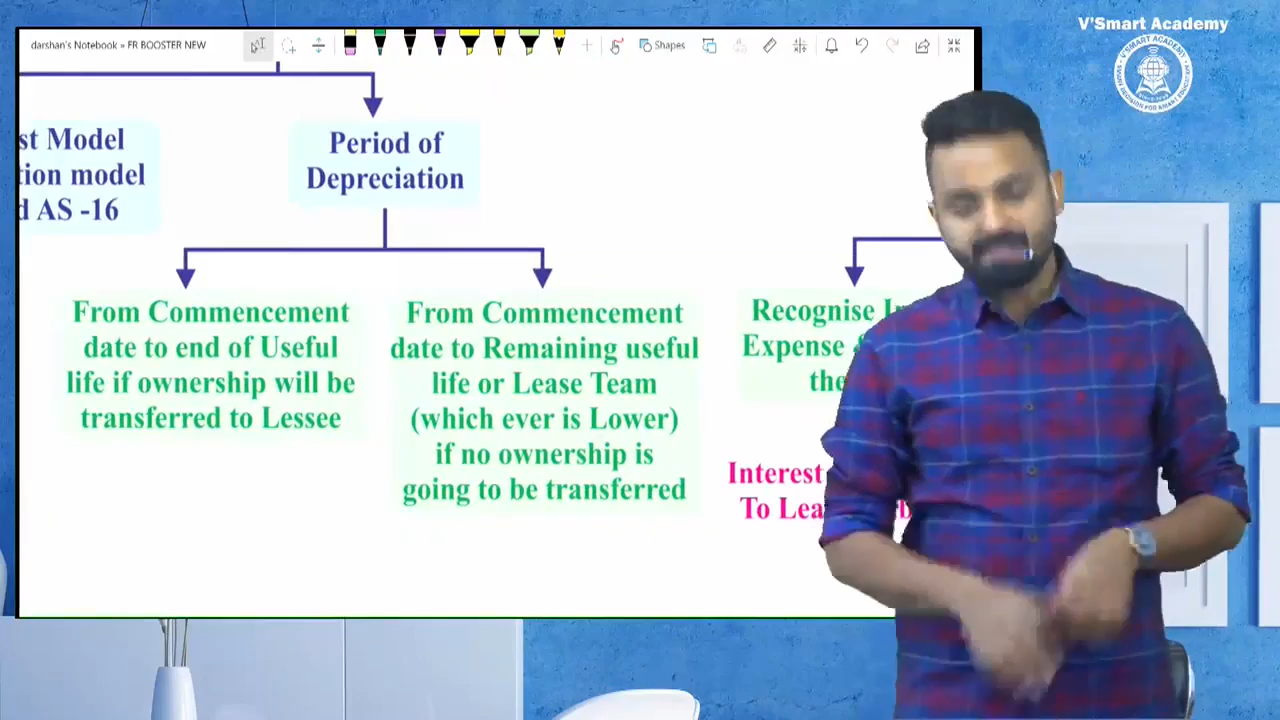 V'Smart Academy
darshan's Notebook » FR BOOSTER NEW
Shapes
st Model
tion model
d AS -16
Period of
Depreciation
From Commencement
date to end of Useful
life if ownership will be
transferred to Lessee
From Commencement
date to Remaining useful
life or Lease Team
(which ever is Lower)
if no ownership is
going to be transferred
Recognise
Expense
the
Interest
To Lea